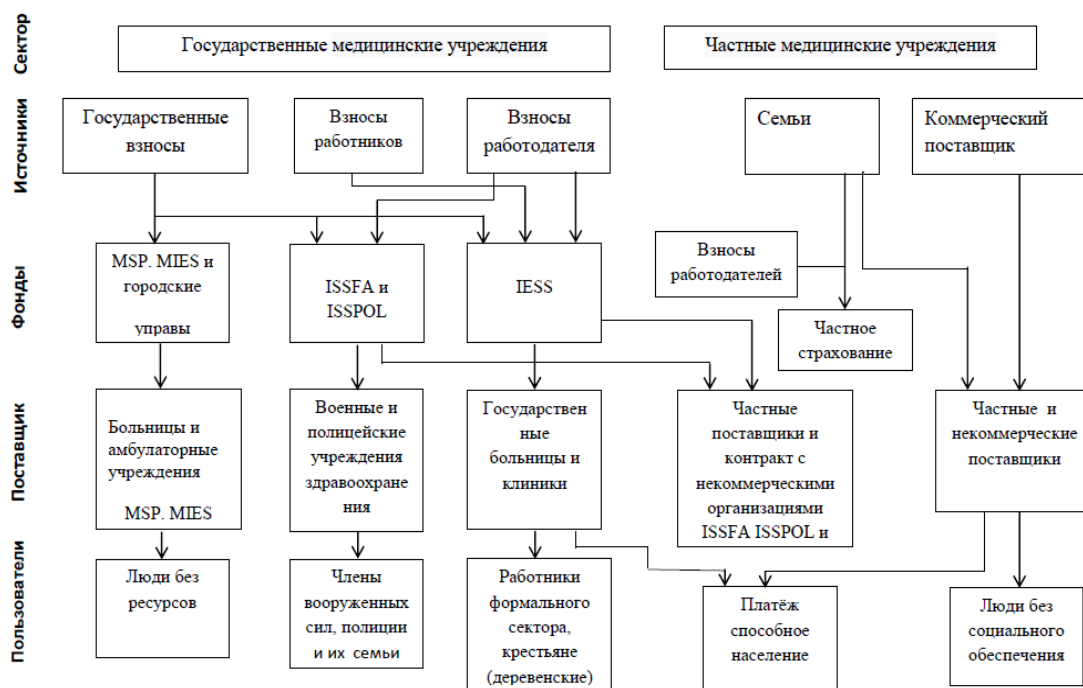 Сектор
Государственные медицинские учреждения
Частные медицинские учреждения
Источники
Государственные
взносы
Взносы
работников
Взносы
работодателя
Семьи
Коммерческий
поставщик
Фонды
MSP. MIES и
городские
управы
ISSFA и
ISSPOL
IESS
Взносы
работодателей
Частное
страхование
Поставщик
Больницы и
амбулаторные
учреждения
MSP. MIES
Военные и
полицейские
учреждения
здравоохране
ния
Государствен
ные
больницы и
клиники
Частные
поставщики и
контракт с
некоммерческими
организациями
ISSFA ISSPOL и
Частные и
некоммерческие
поставщики
Пользователи
Люди без
ресурсов
Члены
вооруженных
сил, полиции
и их семьи
Работники
формального
сектора,
крестьяне
(деревенские)
Платёж
способное
население
Люди без
социального
обеспечения